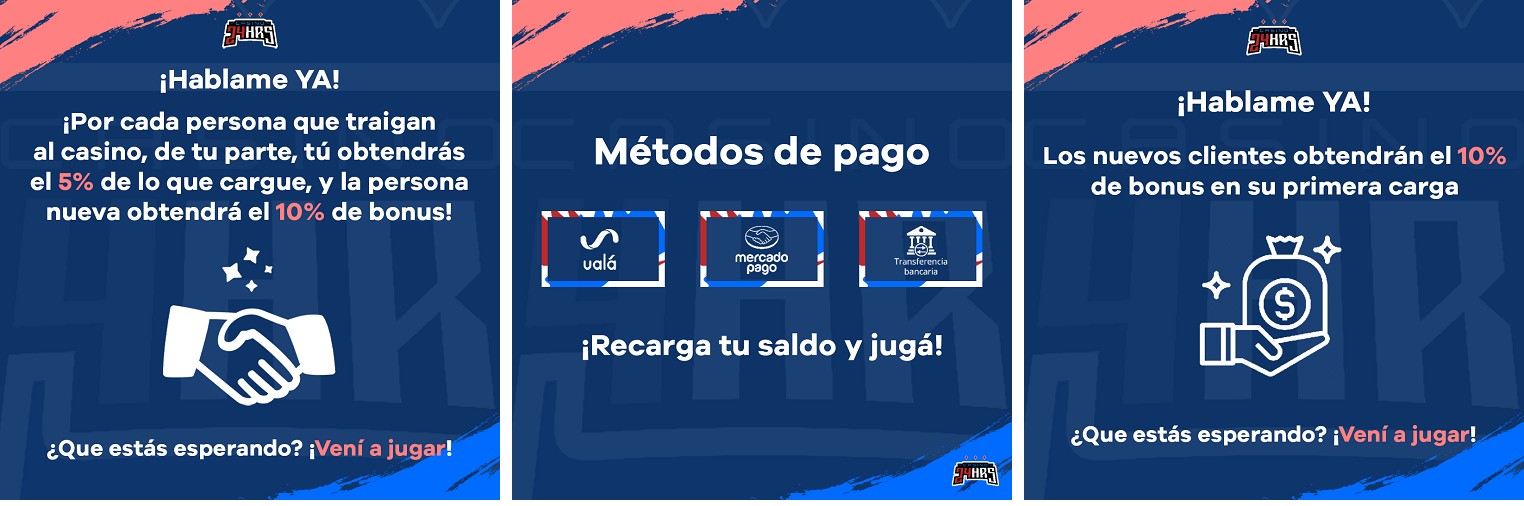 CASINO
24HRS
¡Hablame YA!
¡Por cada persona que traigan
al casino, de tu parte, tú obtendrás
el 5% de lo que cargue, y la persona
nueva obtendrá el 10% de bonus!
¿Que estás esperando? ¡Vení a jugar!
Métodos de pago
ualá
mercado
pago
Transferencia
bancaria
¡Recarga tu saldo y jugá!
CASINO
24HRS
CASINO
24HRS
¡Hablame YA!
Los nuevos clientes obtendrán el 10%
de bonus en su primera carga
$
¿Que estás esperando? ¡Vení a jugar!